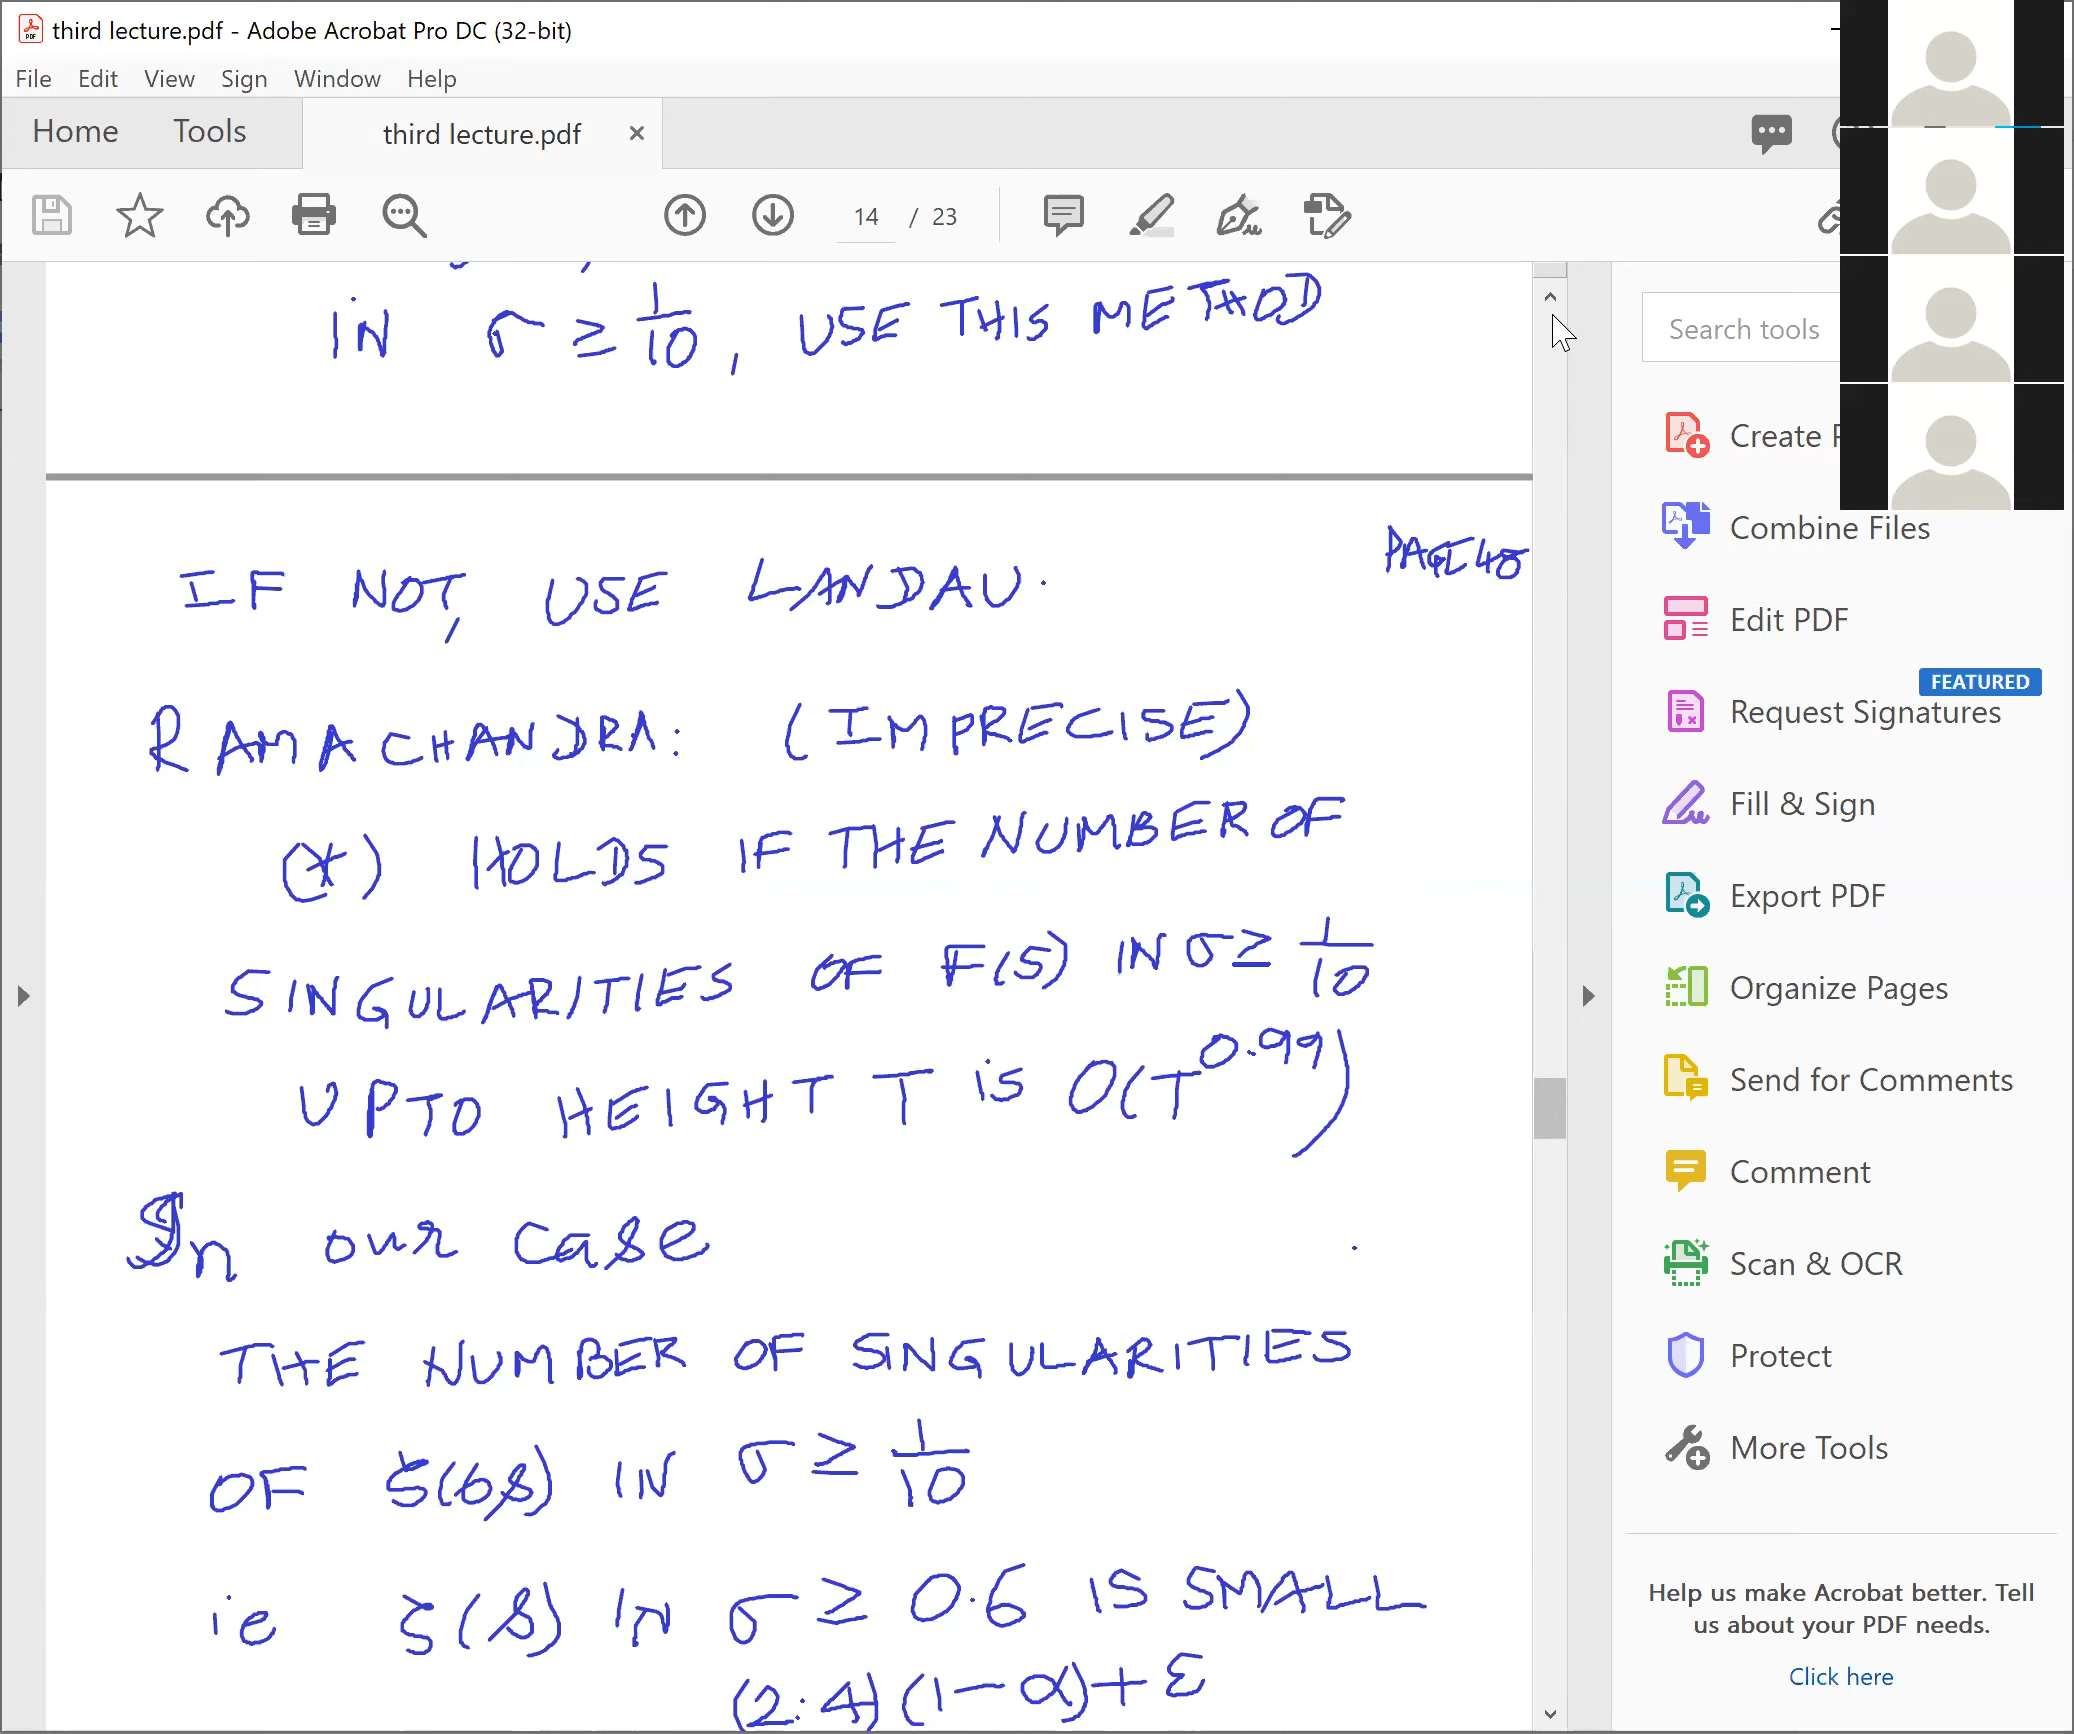 third lecture.pdf - Adobe Acrobat Pro DC (32-bit)
File Edit View Sign Window Help
Home Tools third lecture.pdf ×
14 / 23
IN σ ≥ 1/10, USE THIS METHOD
PAGE 48
IF NOT, USE LANDAU.
RAMACHANDRA: (IMPRECISE)
(*) HOLDS IF THE NUMBER OF
SINGULARITIES OF F(S) IN σ ≥ 1/10
UPTO HEIGHT T IS O(T^0.99)
In our case
THE NUMBER OF SINGULARITIES
OF ζ(6s) IN σ ≥ 1/10
ie ζ(s) IN σ ≥ 0.6 IS SMALL
(2.4)(1-α)+ε
Search tools
Create
Combine Files
Edit PDF
FEATURED
Request Signatures
Fill & Sign
Export PDF
Organize Pages
Send for Comments
Comment
Scan & OCR
Protect
More Tools
Help us make Acrobat better. Tell
us about your PDF needs.
Click here